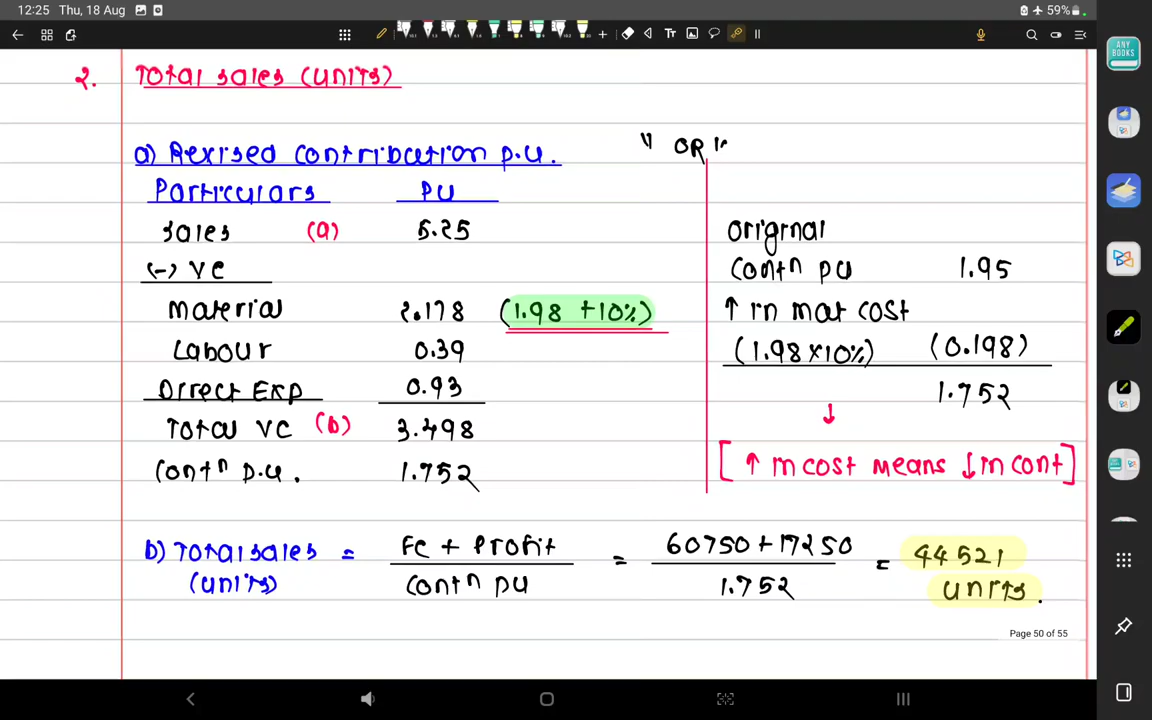 12:25 Thu, 18 Aug 59%
2. Total sales (units)
a) Revised contribution p.u.
Particulars PU
sales (a) 5.25
(-) VC
Material 2.178 (1.98 +10%)
Labour 0.39
Direct Exp 0.93
Total VC (b) 3.498
Contn p.u. 1.752
" OR "
original
Contn PU 1.95
↑ in mat cost
(1.98×10%) (0.198)
1.752
↓
[↑ in cost means ↓ in cont]
b) Total sales (units) = FC + Profit / Contn PU = 60750+17250 / 1.752 = 44521 units.
Page 50 of 55
ANY
BOOKS